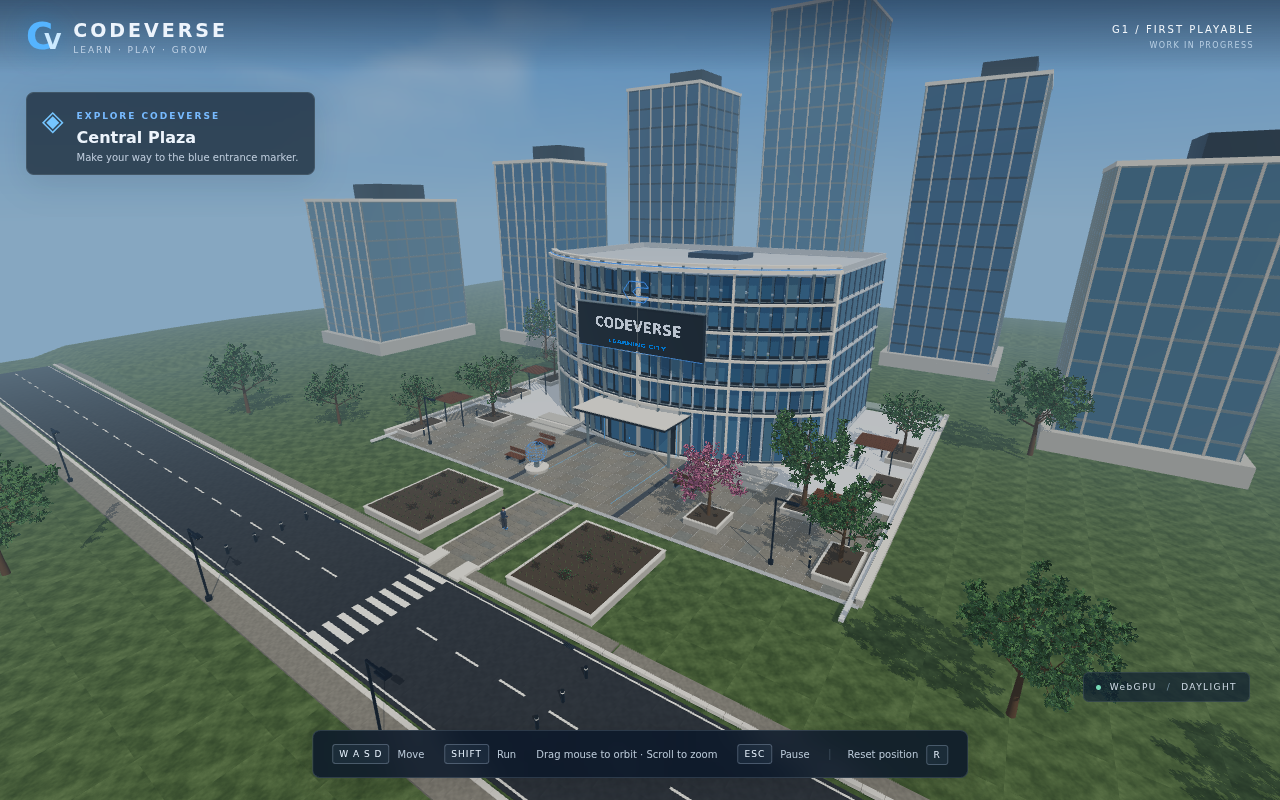 CV CODEVERSE
LEARN · PLAY · GROW
G1 / FIRST PLAYABLE
WORK IN PROGRESS
EXPLORE CODEVERSE
Central Plaza
Make your way to the blue entrance marker.
CODEVERSE
LEARNING CITY
WebGPU / DAYLIGHT
W A S D Move SHIFT Run Drag mouse to orbit · Scroll to zoom ESC Pause Reset position R